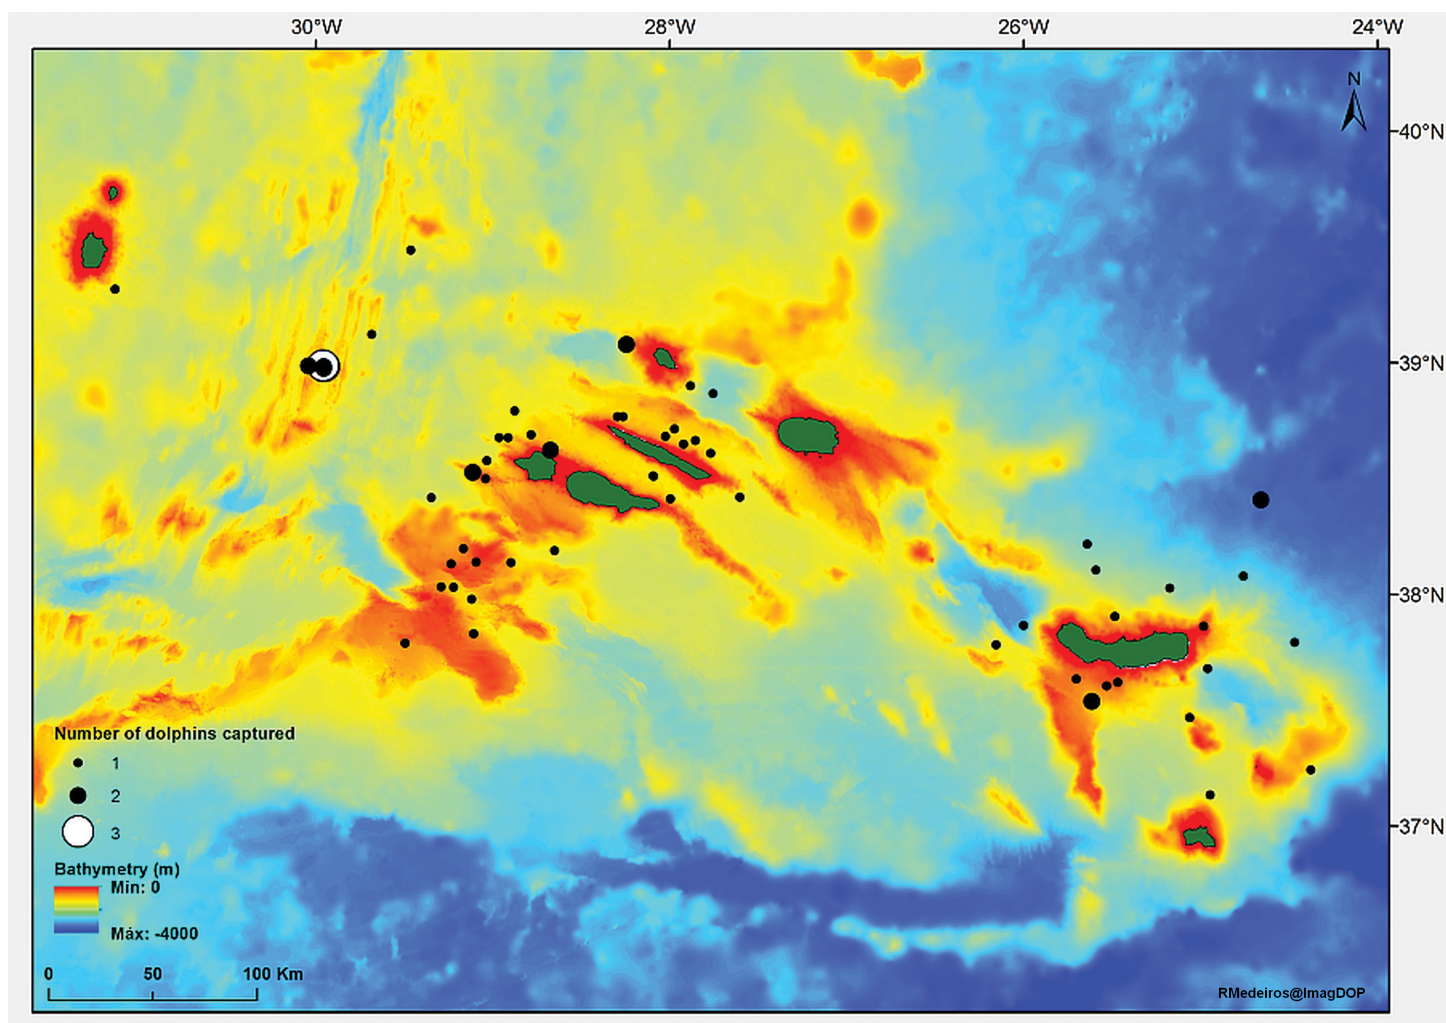 30°W 28°W 26°W 24°W
N
40°N
39°N
38°N
37°N
Number of dolphins captured
1
2
3
Bathymetry (m)
Min: 0
Máx: -4000
0 50 100 Km
RMedeiros@ImagDOP